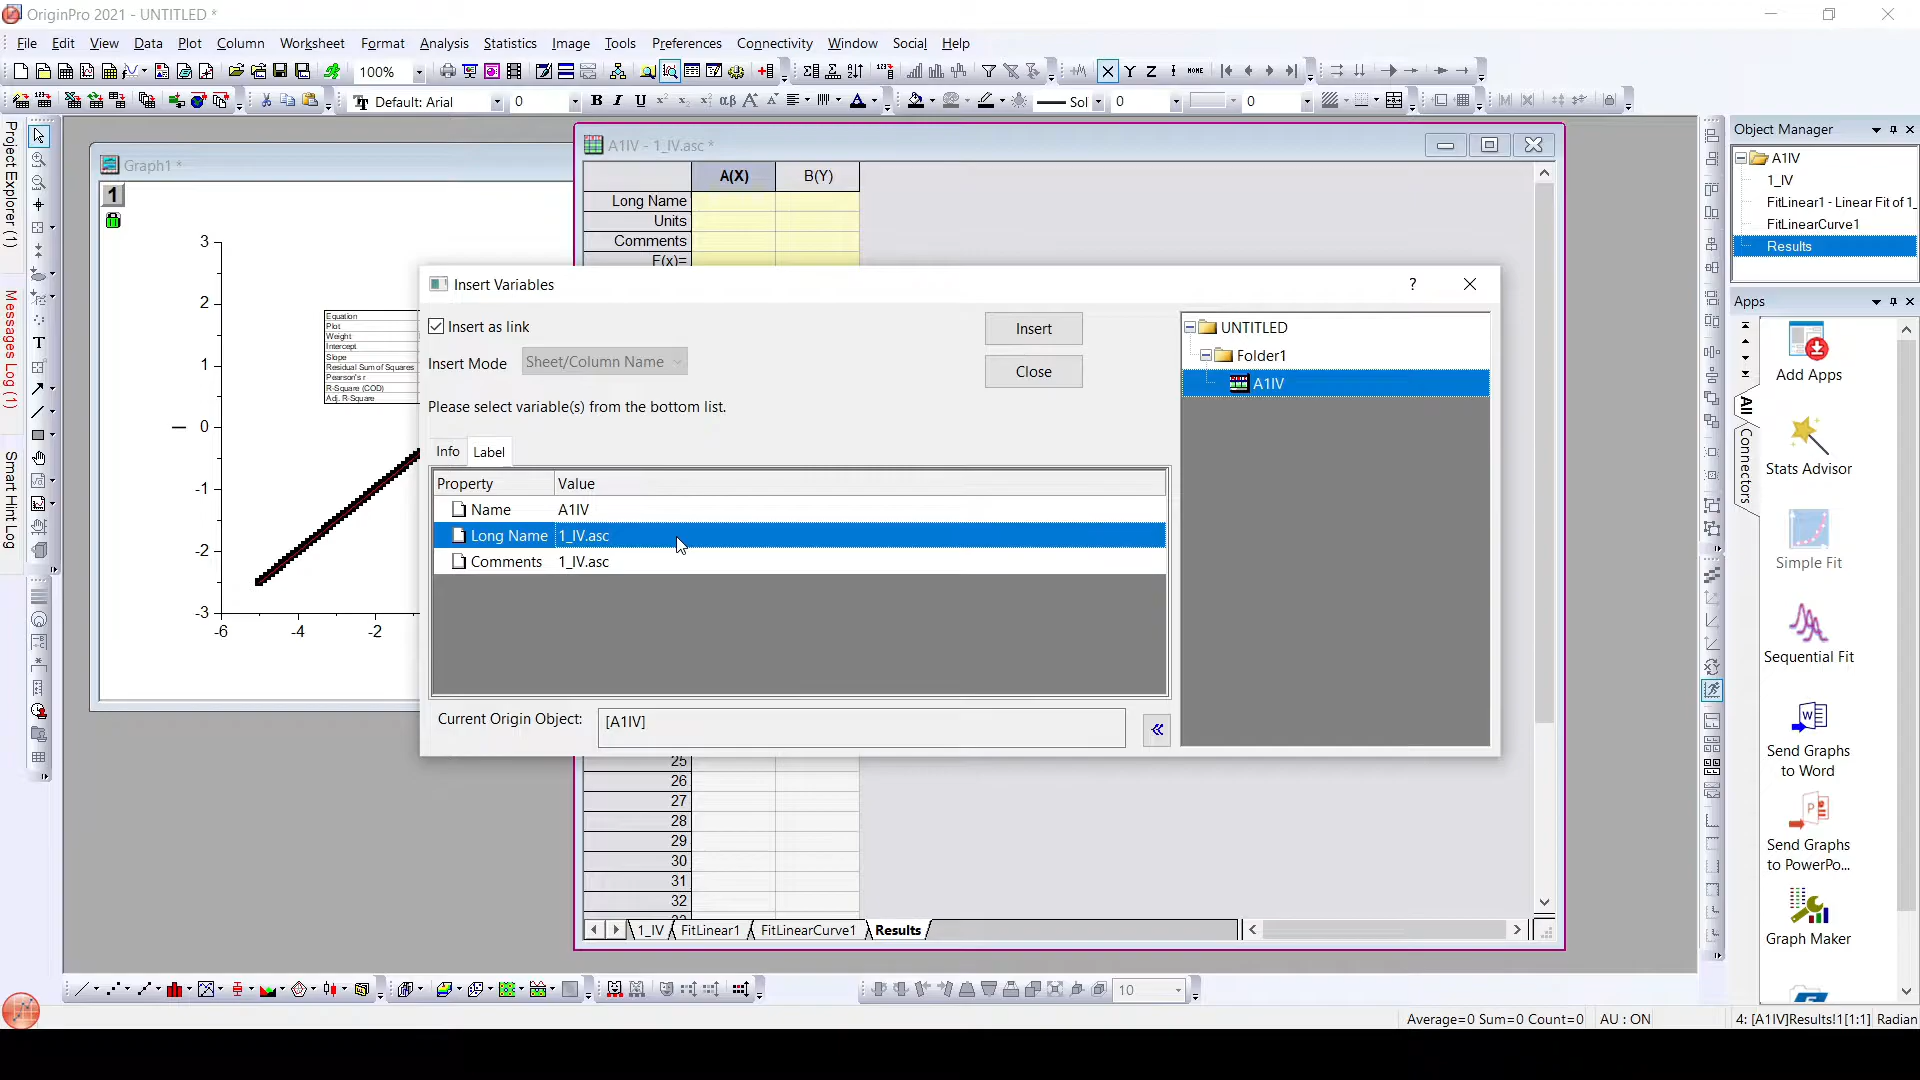 OriginPro 2021 - UNTITLED *
File Edit View Data Plot Column Worksheet Format Analysis Statistics Image Tools Preferences Connectivity Window Social Help
100%
X Y Z NONE
Default: Arial 0 B I U αβ A A A Sol 0 0
Project Explorer (1)
Messages Log (1)
Smart Hint Log
Graph1 *
1
3
2
1
0
-1
-2
-3
-6 -4 -2
Equation
Plot
Weight
Intercept
Slope
Residual Sum of Squares
Pearson's r
R-Square (COD)
Adj. R-Square
A1IV - 1_IV.asc *
A(X) B(Y)
Long Name
Units
Comments
F(x)=
Insert Variables
?
Insert as link
Insert
Insert Mode Sheet/Column Name
Close
Please select variable(s) from the bottom list.
Info Label
Property Value
Name A1IV
Long Name 1_IV.asc
Comments 1_IV.asc
Current Origin Object: [A1IV]
«
UNTITLED
Folder1
A1IV
25
26
27
28
29
30
31
32
1_IV FitLinear1 FitLinearCurve1 Results
Object Manager
A1IV
1_IV
FitLinear1 - Linear Fit of 1_
FitLinearCurve1
Results
Apps
All
Connectors
Add Apps
Stats Advisor
Simple Fit
Sequential Fit
Send Graphs
to Word
Send Graphs
to PowerPo...
Graph Maker
10
Average=0 Sum=0 Count=0 AU : ON 4: [A1IV]Results!1[1:1] Radian